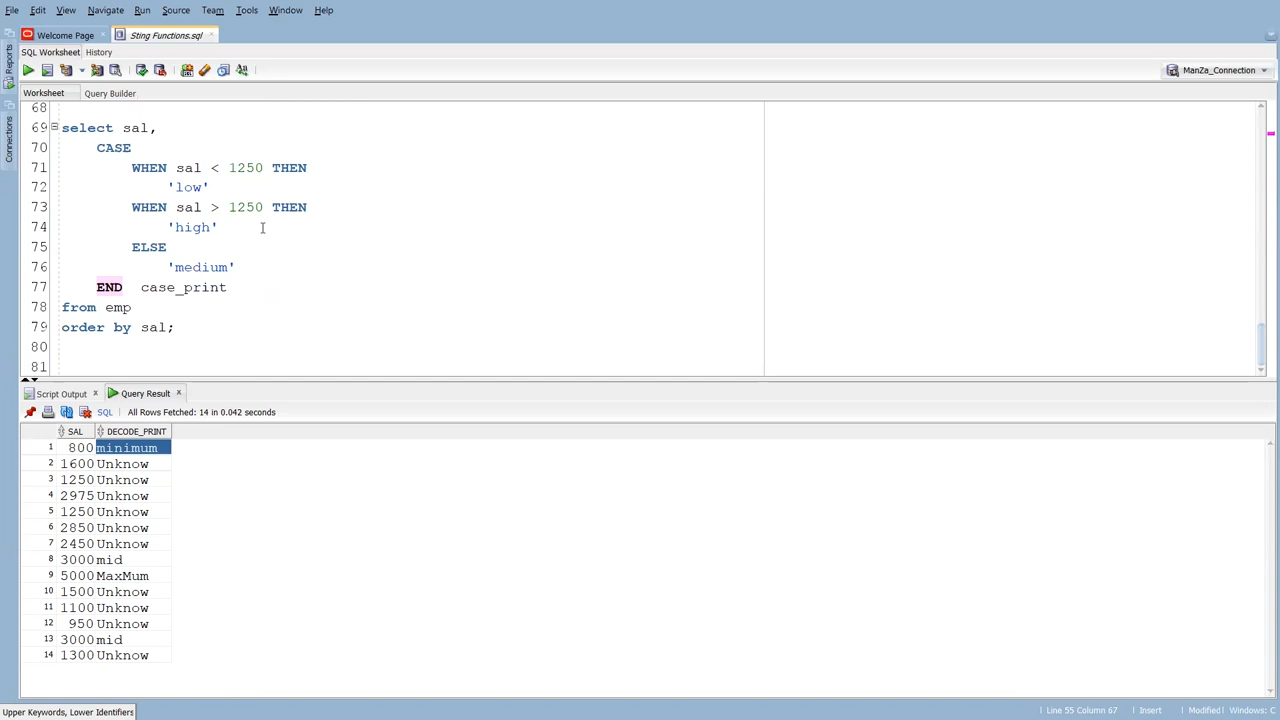 File Edit View Navigate Run Source Team Tools Window Help
Reports
Connections
Welcome Page
Sting Functions.sql
SQL Worksheet History
ManZa_Connection
Worksheet Query Builder
68
69 select sal,
70 CASE
71 WHEN sal < 1250 THEN
72 'low'
73 WHEN sal > 1250 THEN
74 'high'
75 ELSE
76 'medium'
77 END case_print
78 from emp
79 order by sal;
80
81
Script Output Query Result
SQL All Rows Fetched: 14 in 0.042 seconds
SAL DECODE_PRINT
1 800 minimum
2 1600 Unknow
3 1250 Unknow
4 2975 Unknow
5 1250 Unknow
6 2850 Unknow
7 2450 Unknow
8 3000 mid
9 5000 MaxMum
10 1500 Unknow
11 1100 Unknow
12 950 Unknow
13 3000 mid
14 1300 Unknow
Upper Keywords, Lower Identifiers
Line 55 Column 67 Insert Modified Windows: C